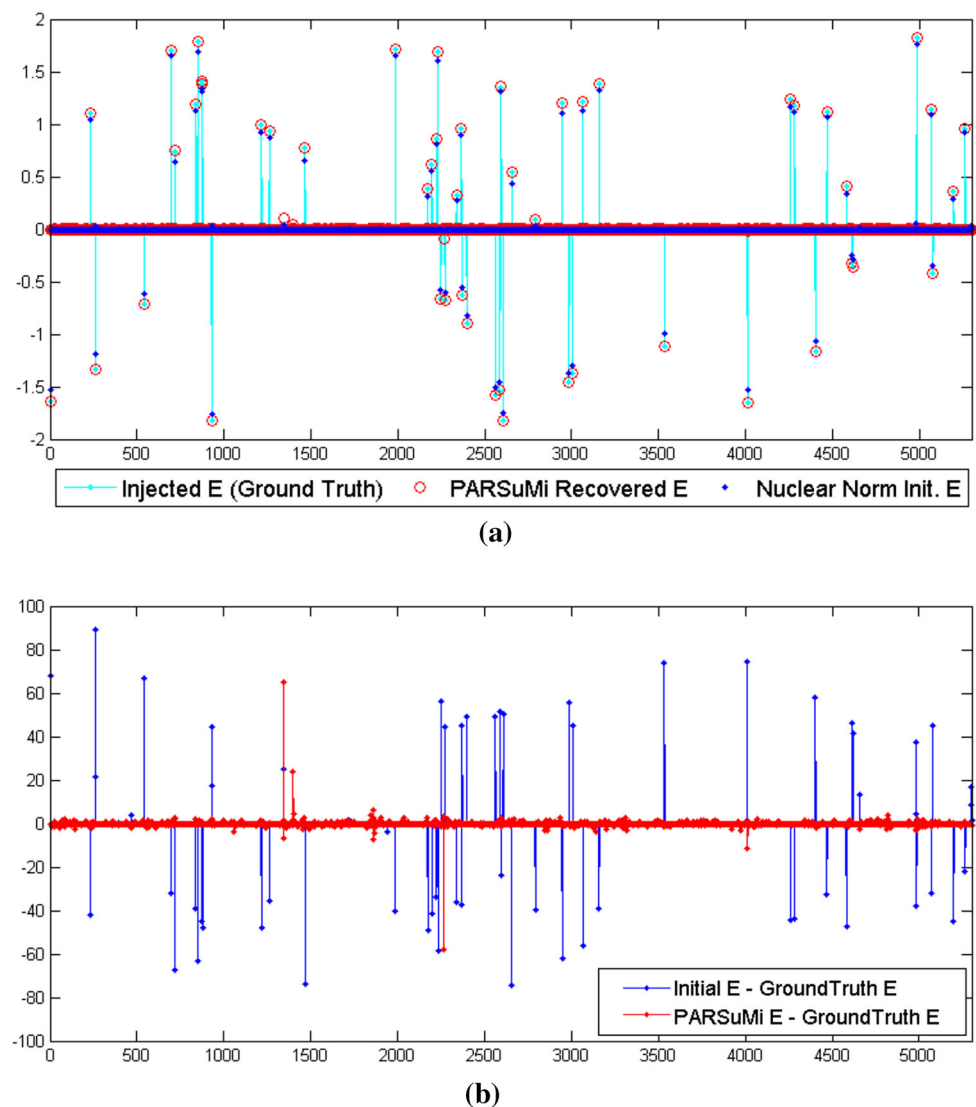 2
1.5
1
0.5
0
-0.5
-1
-1.5
-2
0 500 1000 1500 2000 2500 3000 3500 4000 4500 5000
Injected E (Ground Truth) PARSuMi Recovered E Nuclear Norm Init. E
(a)
100
80
60
40
20
0
-20
-40
-60
-80
-100
Initial E - GroundTruth E
PARSuMi E - GroundTruth E
0 500 1000 1500 2000 2500 3000 3500 4000 4500 5000
(b)